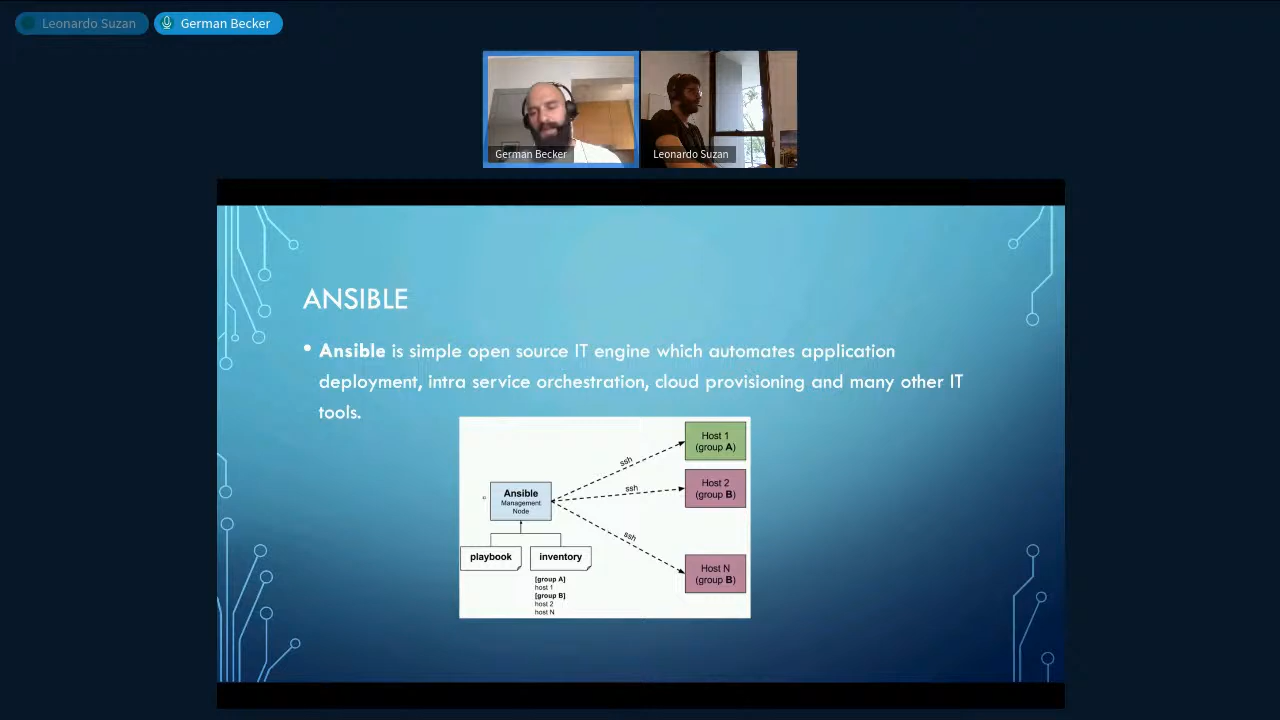 Leonardo Suzan
German Becker
German Becker
Leonardo Suzan
ANSIBLE
• Ansible is simple open source IT engine which automates application
deployment, intra service orchestration, cloud provisioning and many other IT
tools.
Host 1
(group A)
ssh
Host 2
(group B)
ssh
Ansible
Management
Node
ssh
playbook
inventory
Host N
(group B)
[group A]
host 1
[group B]
host 2
host N